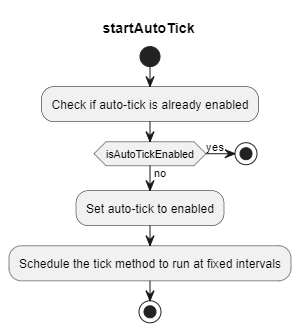 startAutoTick
Check if auto-tick is already enabled
isAutoTickEnabled
yes
no
Set auto-tick to enabled
Schedule the tick method to run at fixed intervals